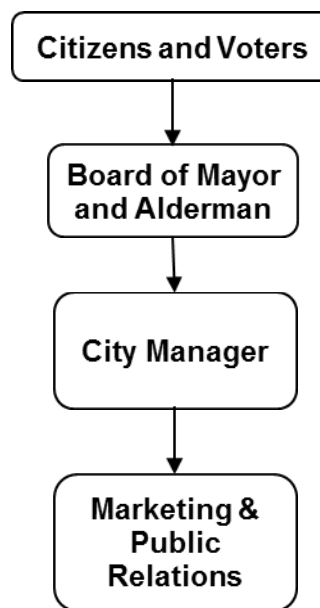 Citizens and Voters
Board of Mayor
and Alderman
City Manager
Marketing &
Public
Relations